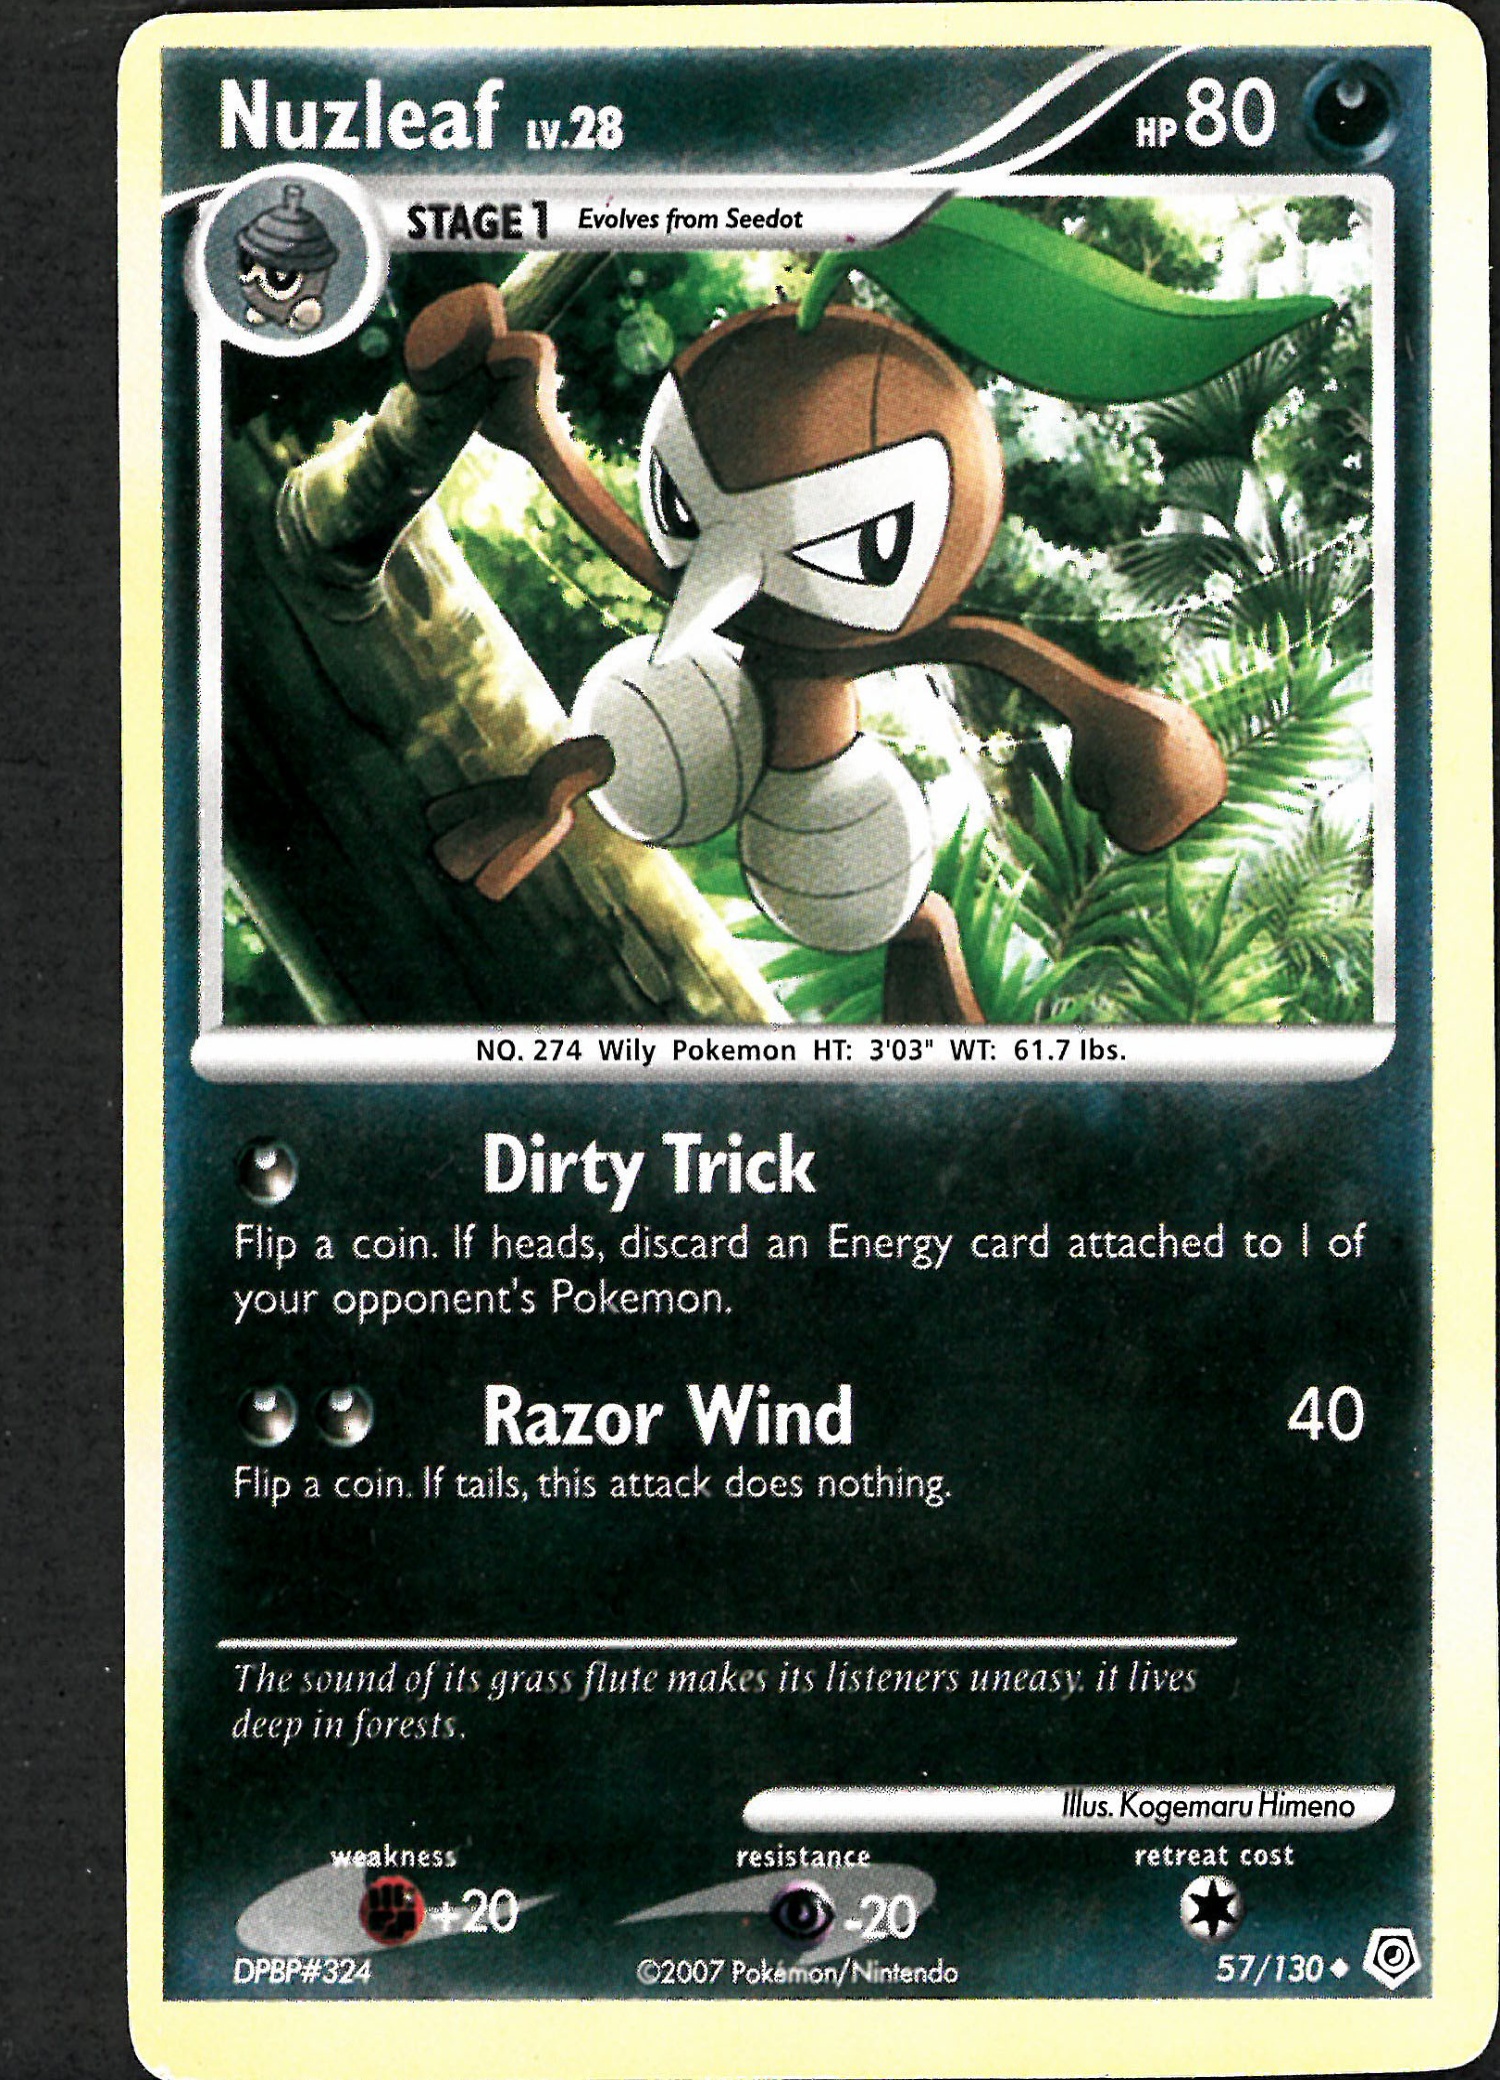 Nuzleaf LV.28
HP 80
STAGE 1 Evolves from Seedot
NO. 274 Wily Pokemon HT: 3'03" WT: 61.7 lbs.
Dirty Trick
Flip a coin. If heads, discard an Energy card attached to 1 of
your opponent's Pokemon.
Razor Wind 40
Flip a coin. If tails, this attack does nothing.
The sound of its grass flute makes its listeners uneasy. it lives
deep in forests.
Illus. Kogemaru Himeno
weakness resistance retreat cost
+20 -20
DPBP#324 ©2007 Pokémon/Nintendo 57/130